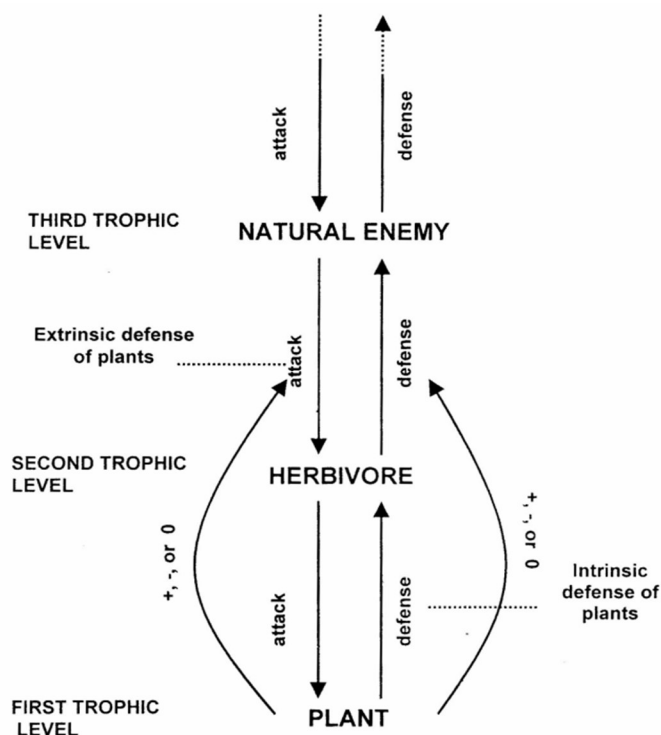 attack
defense
THIRD TROPHIC
LEVEL
NATURAL ENEMY
Extrinsic defense
of plants
attack
defense
SECOND TROPHIC
LEVEL
HERBIVORE
+, -, or 0
+, -, or 0
attack
defense
Intrinsic
defense of
plants
FIRST TROPHIC
LEVEL
PLANT